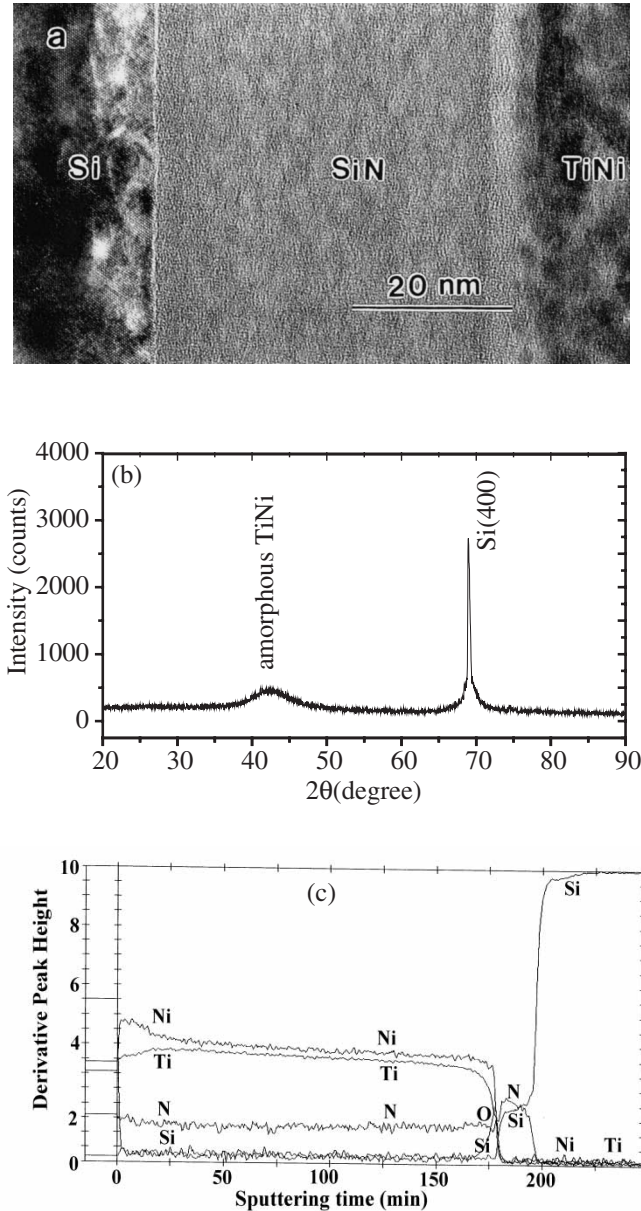 a
Si SiN TiNi
20 nm
4000
(b)
3000
2000
1000
0
Intensity (counts)
amorphous TiNi
Si(400)
20 30 40 50 60 70 80 90
2θ(degree)
10
(c)
Si
8
6
Ni Ni
4
Ti Ti
N N O N
2
Si Si Si Ni Ti
0
Derivative Peak Height
0 50 100 150 200
Sputtering time (min)